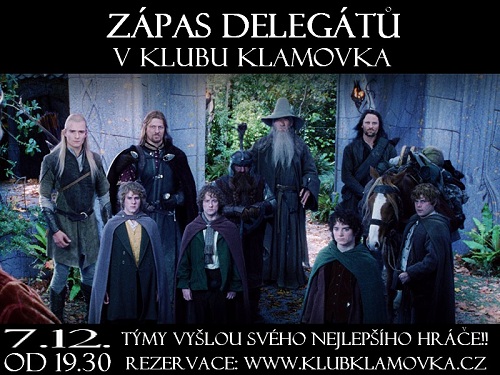 ZÁPAS DELEGÁTŮ
V KLUBU KLAMOVKA
7.12. TÝMY VYŠLOU SVÉHO NEJLEPŠÍHO HRÁČE!!
OD 19.30 REZERVACE: WWW.KLUBKLAMOVKA.CZ